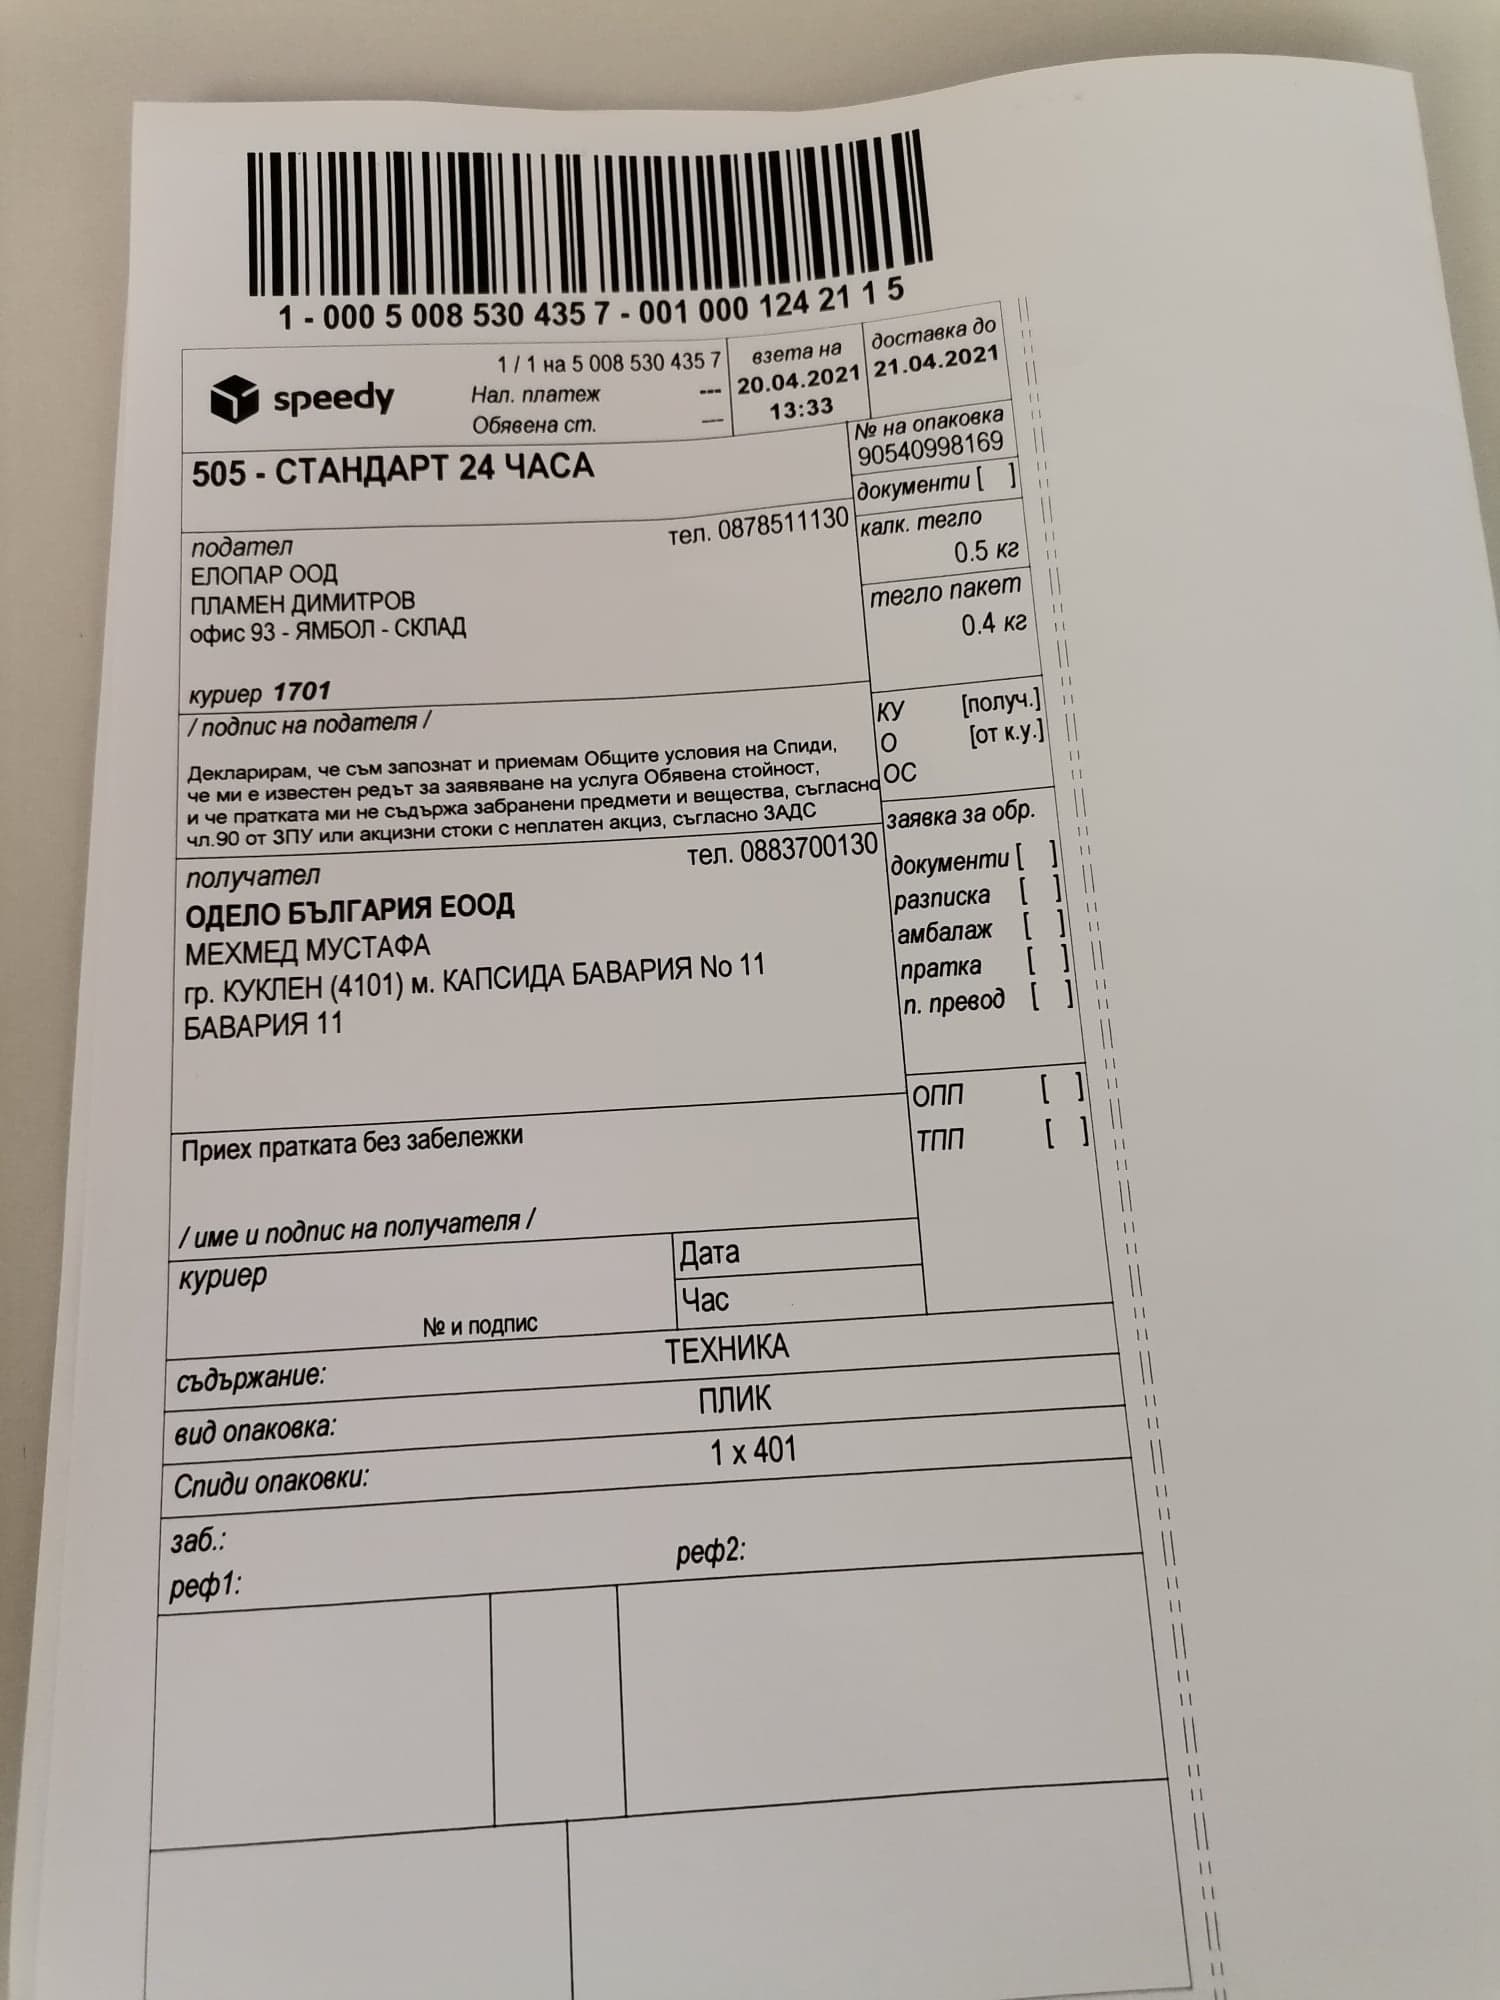 1 - 000 5 008 530 435 7 - 001 000 124 21 1 5
speedy
1 / 1 на 5 008 530 435 7
Нал. платеж ---
Обявена ст. ---
взета на
20.04.2021
13:33
доставка до
21.04.2021
505 - СТАНДАРТ 24 ЧАСА
№ на опаковка
90540998169
документи [ ]
калк. тегло
0.5 кг
тегло пакет
0.4 кг
подател тел. 0878511130
ЕЛОПАР ООД
ПЛАМЕН ДИМИТРОВ
офис 93 - ЯМБОЛ - СКЛАД
куриер 1701
/ подпис на подателя /
КУ [получ.]
О [от к.у.]
ОС
Декларирам, че съм запознат и приемам Общите условия на Спиди,
че ми е известен редът за заявяване на услуга Обявена стойност,
и че пратката ми не съдържа забранени предмети и вещества, съгласно
чл.90 от ЗПУ или акцизни стоки с неплатен акциз, съгласно ЗАДС
получател тел. 0883700130
ОДЕЛО БЪЛГАРИЯ ЕООД
МЕХМЕД МУСТАФА
гр. КУКЛЕН (4101) м. КАПСИДА БАВАРИЯ No 11
БАВАРИЯ 11
заявка за обр.
документи [ ]
разписка [ ]
амбалаж [ ]
пратка [ ]
п. превод [ ]
ОПП [ ]
ТПП [ ]
Приех пратката без забележки
/ име и подпис на получателя /
куриер
№ и подпис
Дата
Час
съдържание: ТЕХНИКА
вид опаковка: ПЛИК
Спиди опаковки: 1 x 401
заб.:
реф1: реф2: